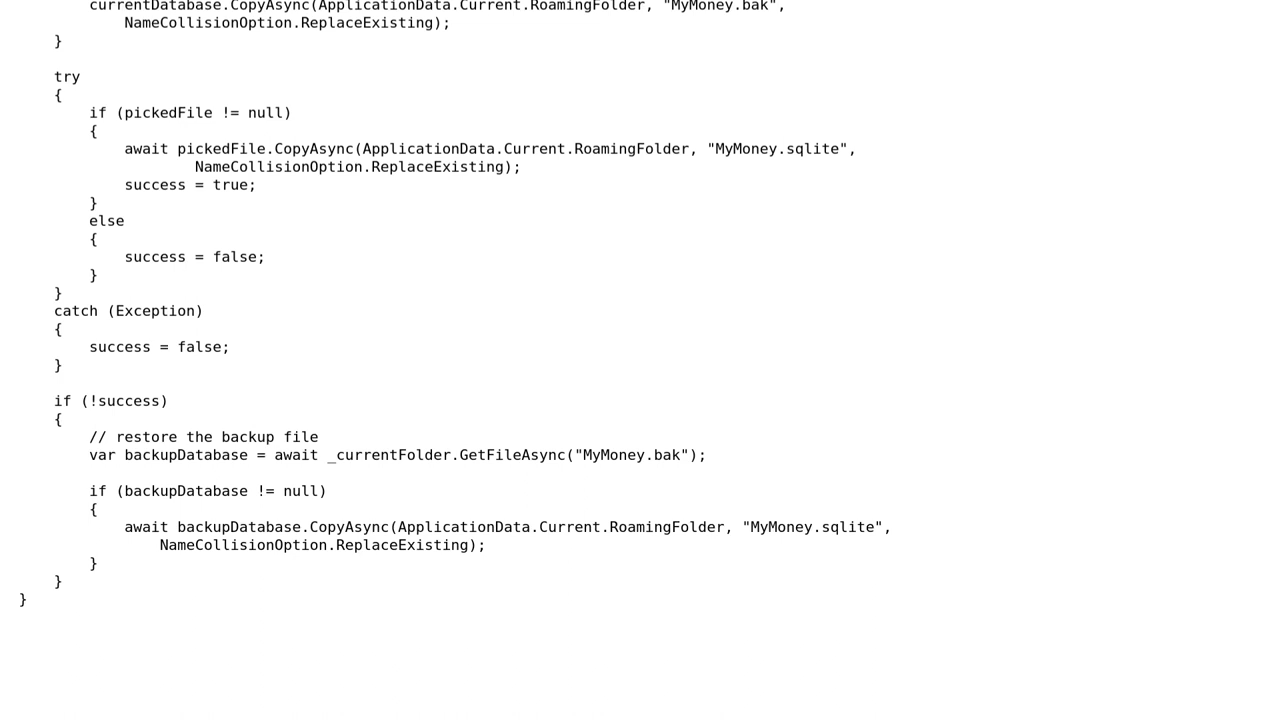 currentDatabase.CopyAsync(ApplicationData.Current.RoamingFolder, "MyMoney.bak",
NameCollisionOption.ReplaceExisting);
}
try
{
if (pickedFile != null)
{
await pickedFile.CopyAsync(ApplicationData.Current.RoamingFolder, "MyMoney.sqlite",
NameCollisionOption.ReplaceExisting);
success = true;
}
else
{
success = false;
}
}
catch (Exception)
{
success = false;
}
if (!success)
{
// restore the backup file
var backupDatabase = await _currentFolder.GetFileAsync("MyMoney.bak");
if (backupDatabase != null)
{
await backupDatabase.CopyAsync(ApplicationData.Current.RoamingFolder, "MyMoney.sqlite",
NameCollisionOption.ReplaceExisting);
}
}
}